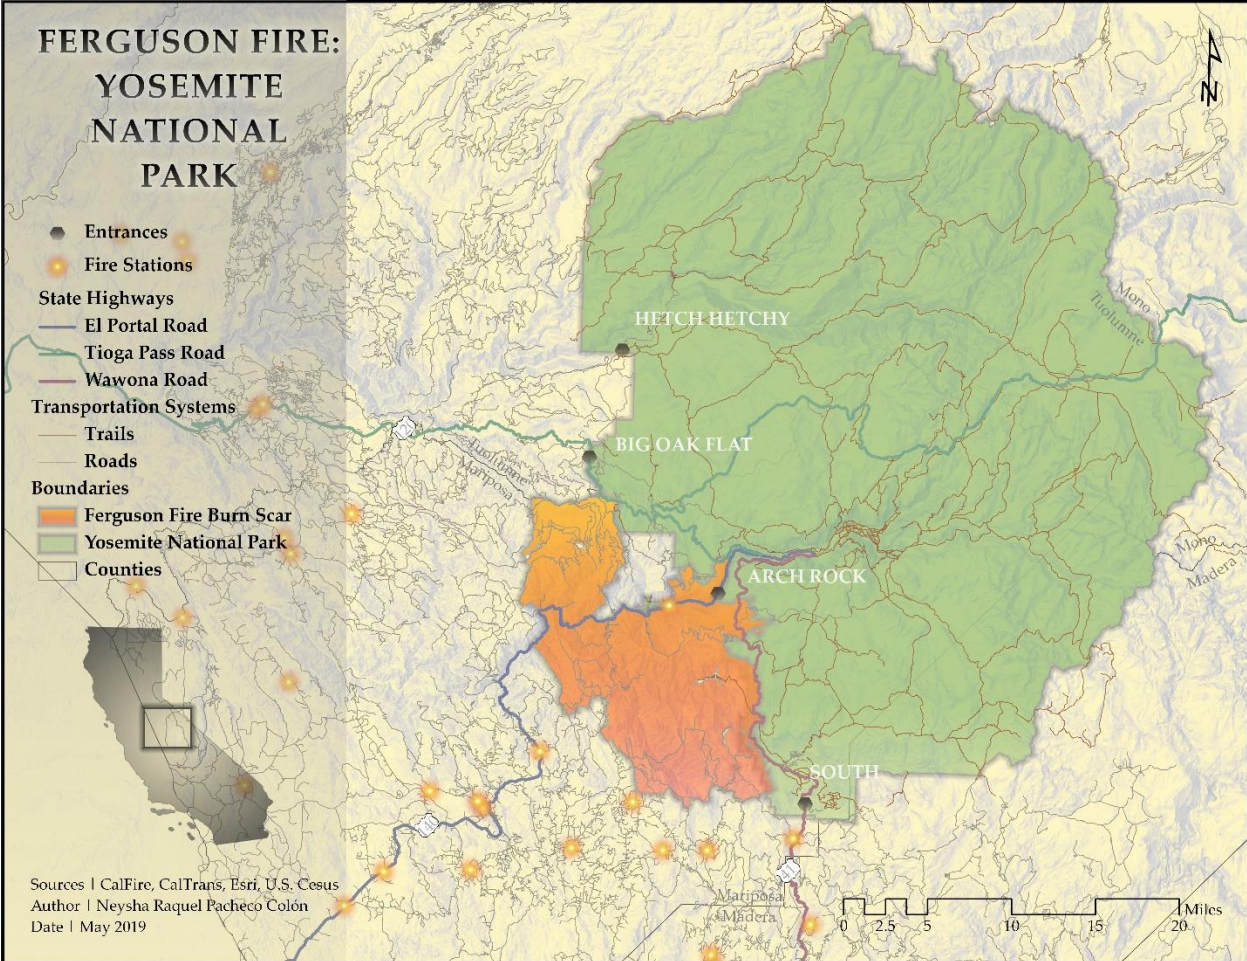 FERGUSON FIRE:
YOSEMITE
NATIONAL
PARK
Entrances
Fire Stations
State Highways
El Portal Road
Tioga Pass Road
Wawona Road
Transportation Systems
Trails
Roads
Boundaries
Ferguson Fire Burn Scar
Yosemite National Park
Counties
Sources | CalFire, CalTrans, Esri, U.S. Cesus
Author | Neysha Raquel Pacheco Colón
Date | May 2019
N
HETCH HETCHY
Mono
Tuolumne
BIG OAK FLAT
Tuolumne
Mariposa
Mono
Madera
ARCH ROCK
SOUTH
140
Mariposa
Madera
Miles
0 2.5 5 10 15 20